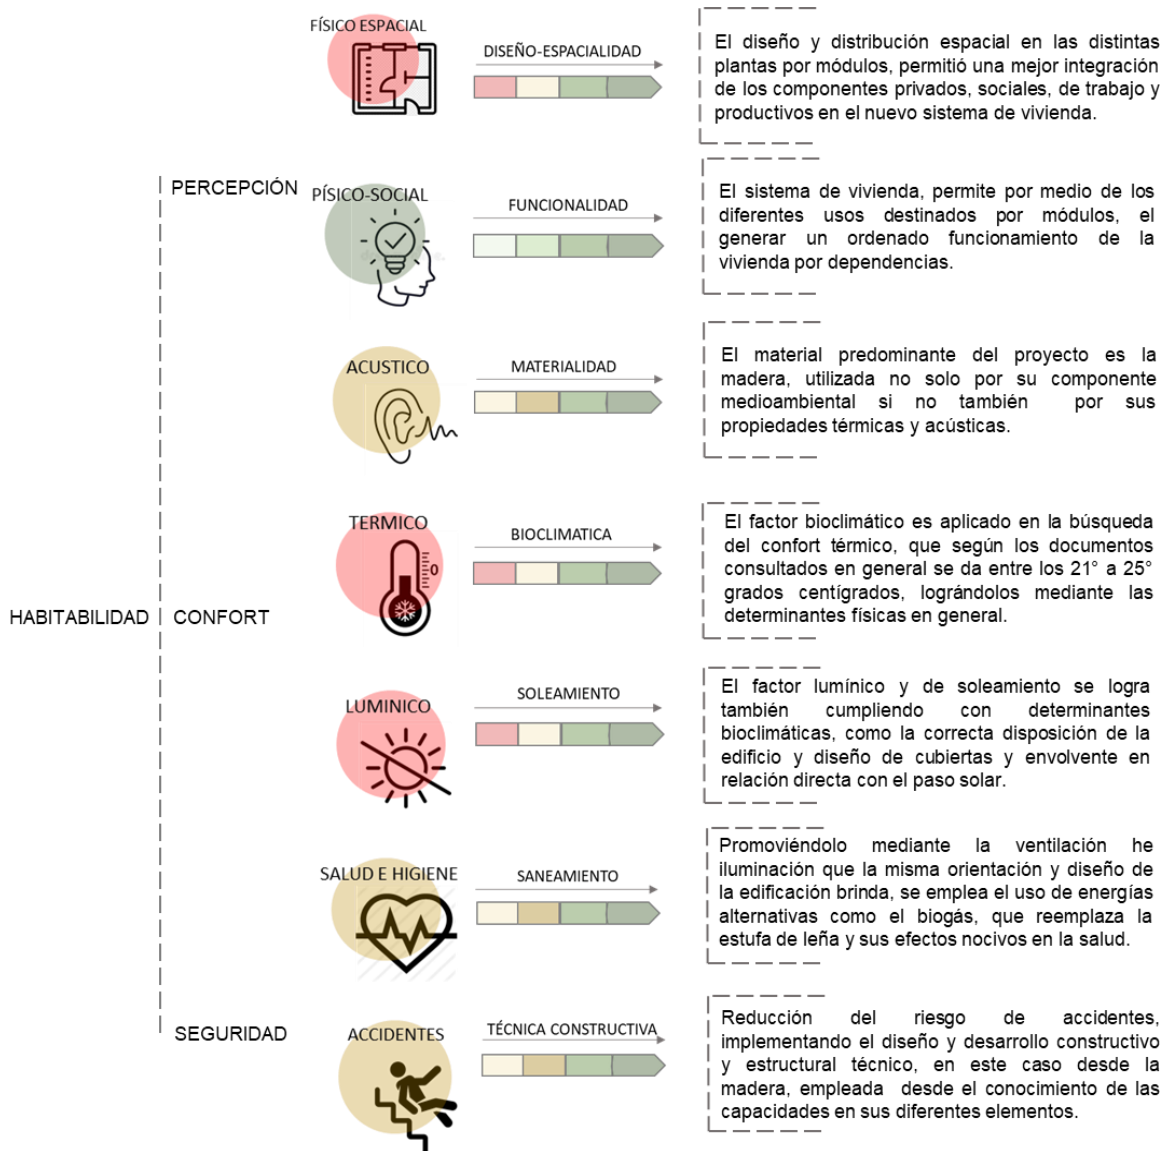 FÍSICO ESPACIAL
DISEÑO-ESPACIALIDAD
El diseño y distribución espacial en las distintas
plantas por módulos, permitió una mejor integración
de los componentes privados, sociales, de trabajo y
productivos en el nuevo sistema de vivienda.
PERCEPCIÓN
PÍSICO-SOCIAL
FUNCIONALIDAD
El sistema de vivienda, permite por medio de los
diferentes usos destinados por módulos, el
generar un ordenado funcionamiento de la
vivienda por dependencias.
ACUSTICO
MATERIALIDAD
El material predominante del proyecto es la
madera, utilizada no solo por su componente
medioambiental si no también por sus
propiedades térmicas y acústicas.
HABITABILIDAD
CONFORT
TERMICO
0
BIOCLIMATICA
El factor bioclimático es aplicado en la búsqueda
del confort térmico, que según los documentos
consultados en general se da entre los 21° a 25°
grados centígrados, lográndolos mediante las
determinantes físicas en general.
LUMINICO
SOLEAMIENTO
El factor lumínico y de soleamiento se logra
también cumpliendo con determinantes
bioclimáticas, como la correcta disposición de la
edificio y diseño de cubiertas y envolvente en
relación directa con el paso solar.
SALUD E HIGIENE
SANEAMIENTO
Promoviéndolo mediante la ventilación he
iluminación que la misma orientación y diseño de
la edificación brinda, se emplea el uso de energías
alternativas como el biogás, que reemplaza la
estufa de leña y sus efectos nocivos en la salud.
SEGURIDAD
ACCIDENTES
TÉCNICA CONSTRUCTIVA
Reducción del riesgo de accidentes,
implementando el diseño y desarrollo constructivo
y estructural técnico, en este caso desde la
madera, empleada desde el conocimiento de las
capacidades en sus diferentes elementos.